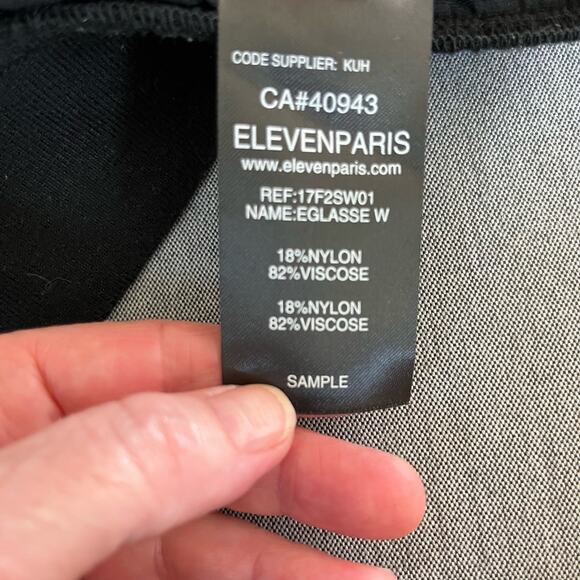 CODE SUPPLIER: KUH
CA#40943
ELEVENPARIS
www.elevenparis.com
REF:17F2SW01
NAME:EGLASSE W
18%NYLON
82%VISCOSE
18%NYLON
82%VISCOSE
SAMPLE